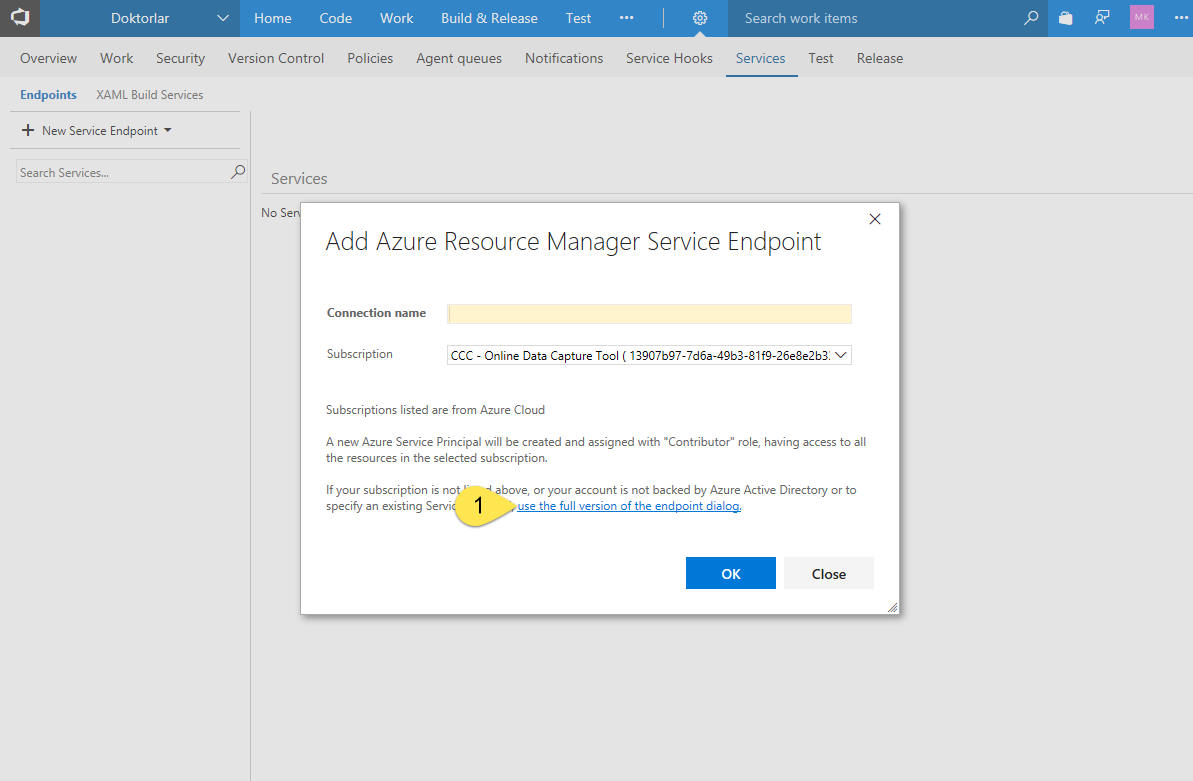 Doktorlar Home Code Work Build & Release Test ... Search work items MK ...
Overview Work Security Version Control Policies Agent queues Notifications Service Hooks Services Test Release
Endpoints XAML Build Services
+ New Service Endpoint
Search Services...
Services
No Serv
Add Azure Resource Manager Service Endpoint
Connection name
Subscription CCC - Online Data Capture Tool ( 13907b97-7d6a-49b3-81f9-26e8e2b3
Subscriptions listed are from Azure Cloud
A new Azure Service Principal will be created and assigned with "Contributor" role, having access to all
the resources in the selected subscription.
If your subscription is not listed above, or your account is not backed by Azure Active Directory or to
specify an existing Servic 1 use the full version of the endpoint dialog.
OK Close